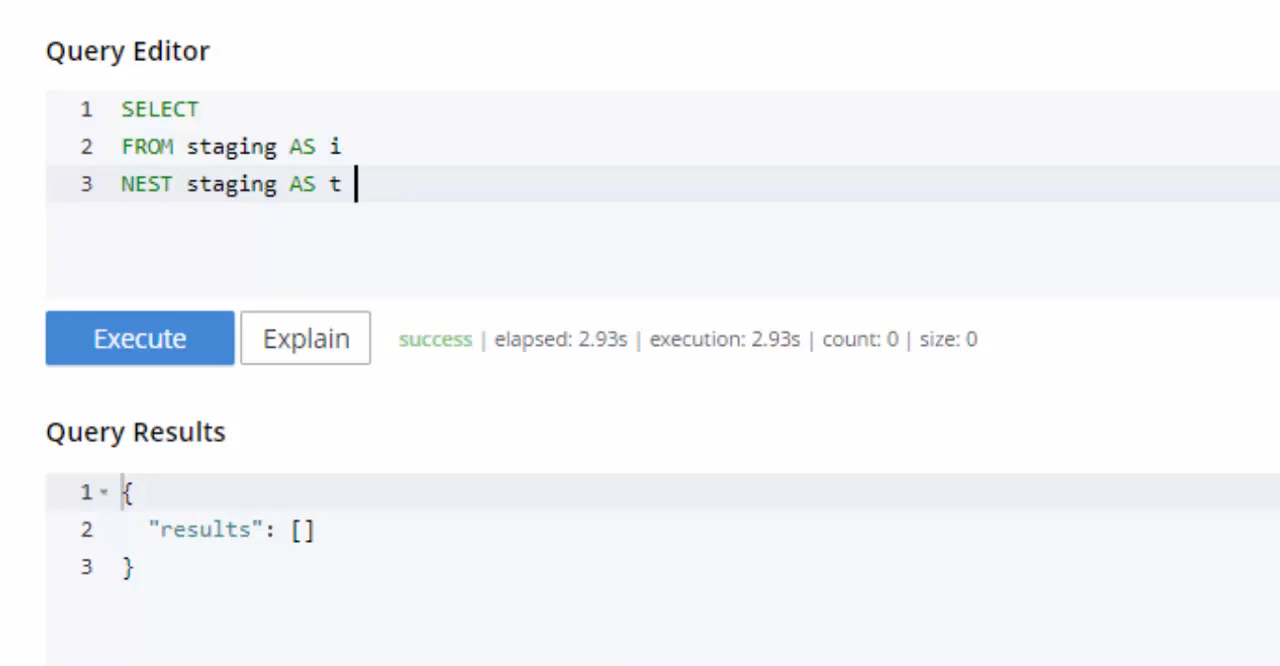 Query Editor
1 SELECT
2 FROM staging AS i
3 NEST staging AS t
Execute Explain success | elapsed: 2.93s | execution: 2.93s | count: 0 | size: 0
Query Results
1 {
2 "results": []
3 }